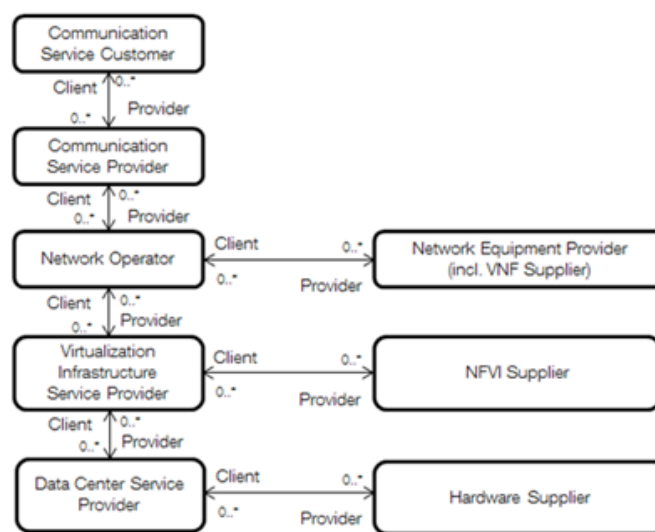 Communication
Service Customer
Client
0..*
0..*
Provider
Communication
Service Provider
Client
0..*
0..*
Provider
Network Operator
Client
0..*
0..*
Provider
Network Equipment Provider
(incl. VNF Supplier)
Client
0..*
0..*
Provider
Virtualization
Infrastructure
Service Provider
Client
0..*
0..*
Provider
NFVI Supplier
Client
0..*
0..*
Provider
Data Center Service
Provider
Client
0..*
0..*
Provider
Hardware Supplier